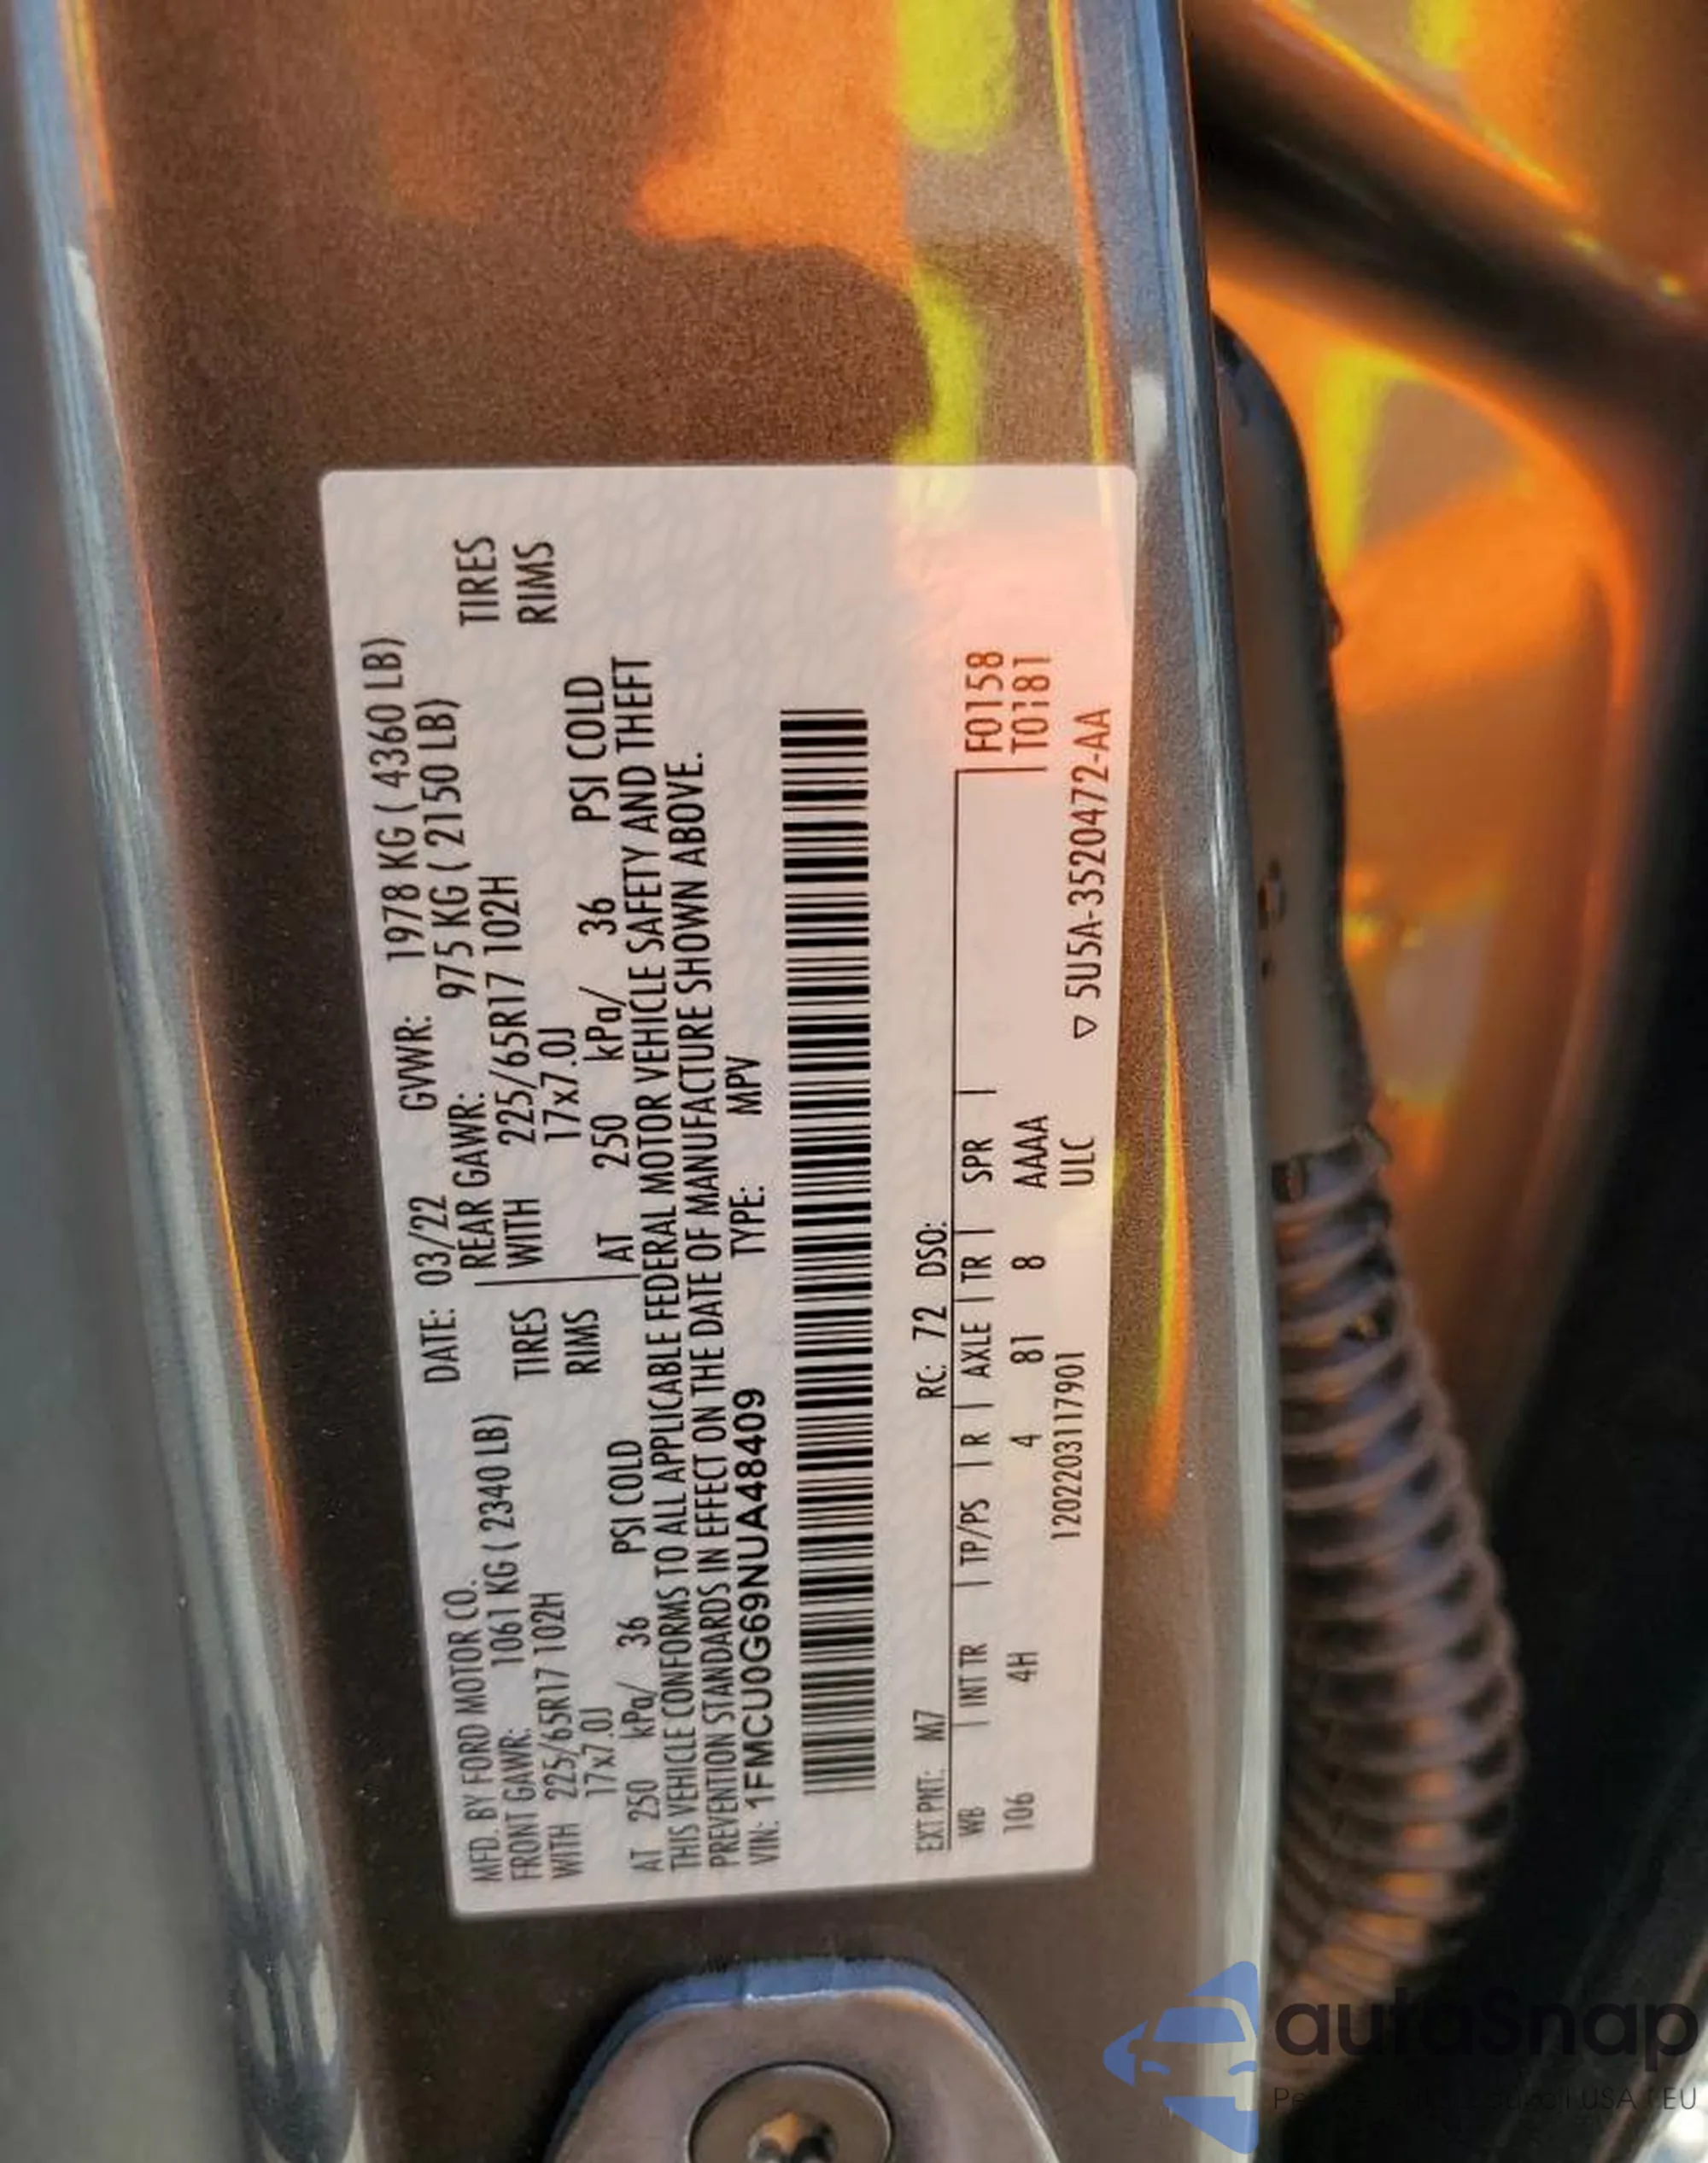 MFD. BY FORD MOTOR CO.
DATE: 03/22 GVWR: 1978 KG ( 4360 LB)
FRONT GAWR: 1061 KG ( 2340 LB) REAR GAWR: 975 KG ( 2150 LB)
WITH 225/65R17 102H TIRES WITH 225/65R17 102H TIRES
17x7.0J RIMS 17x7.0J RIMS
AT 250 kPa/ 36 PSI COLD AT 250 kPa/ 36 PSI COLD
THIS VEHICLE CONFORMS TO ALL APPLICABLE FEDERAL MOTOR VEHICLE SAFETY AND THEFT
PREVENTION STANDARDS IN EFFECT ON THE DATE OF MANUFACTURE SHOWN ABOVE.
VIN: 1FMCU0G69NUA48409 TYPE: MPV
EXT PNT: M7 RC: 72 DSO:
WB | INT TR | TP/PS | R | AXLE | TR | SPR | F0158
106 4H 4 81 8 AAAA T0181
1202203117901 ULC ▽ 5U5A-3520472-AA
autoSnap
USA EU